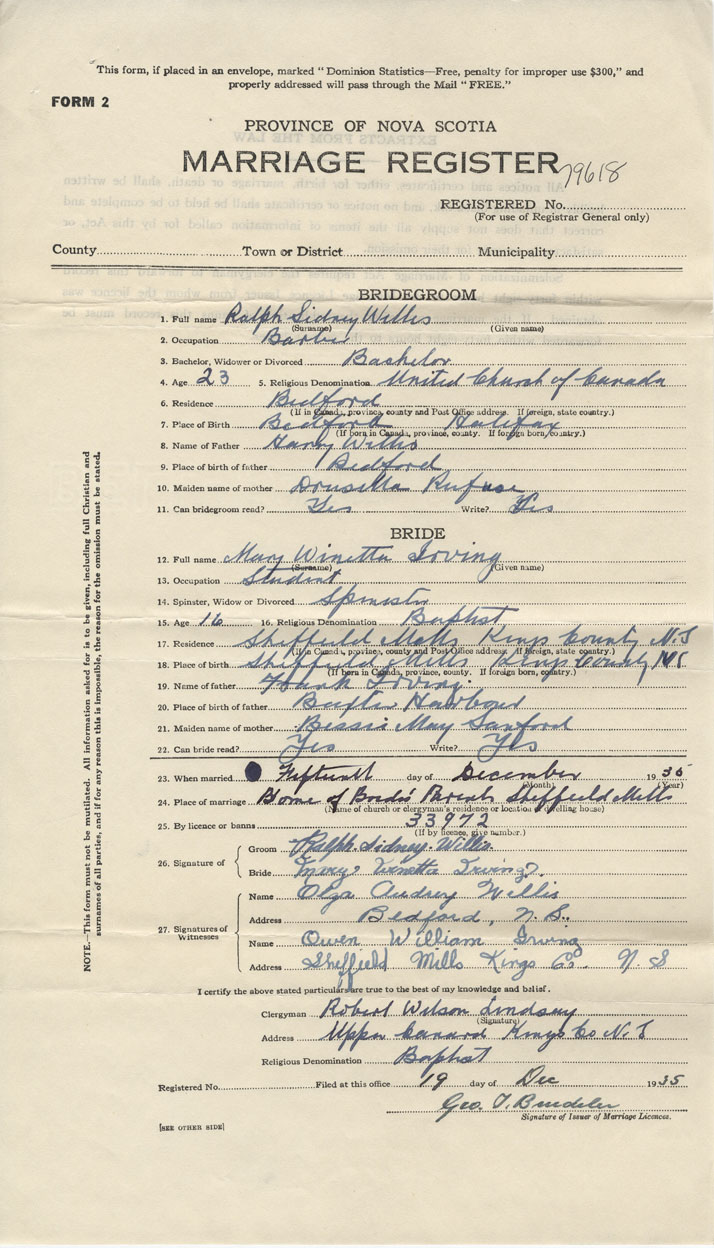 This form, if placed in an envelope, marked "Dominion Statistics—Free, penalty for improper use $300," and
properly addressed will pass through the Mail "FREE."
FORM 2
PROVINCE OF NOVA SCOTIA
MARRIAGE REGISTER
79618
REGISTERED No.
(For use of Registrar General only)
County Town or District Municipality
BRIDEGROOM
1. Full name Ralph Sidney Willis
(Surname) (Given name)
2. Occupation Barber
3. Bachelor, Widower or Divorced Bachelor
4. Age 23 5. Religious Denomination United Church of Canada
6. Residence Bedford
(If in Canada, province, county and Post Office address. If foreign, state country.)
7. Place of Birth Bedford Halifax
(If born in Canada, province, county. If foreign born, country.)
8. Name of Father Harry Willis
9. Place of birth of father Bedford
10. Maiden name of mother Drusella Rufuse
11. Can bridegroom read? Yes Write? Yes
BRIDE
12. Full name Mary Winetta Irving
(Surname) (Given name)
13. Occupation Student
14. Spinster, Widow or Divorced Spinster
15. Age 16 16. Religious Denomination Baptist
17. Residence Sheffield Mills Kings County N.S
(If in Canada, province, county and Post Office address. If foreign, state country.)
18. Place of birth Sheffield Mills Kings County NS
(If born in Canada, province, county. If foreign born, country.)
19. Name of father Frank Irving
20. Place of birth of father Harbour
21. Maiden name of mother Bessie May Sanford
22. Can bride read? Yes Write? Yes
23. When married Fifteenth day of December 1935
(Month) (Year)
24. Place of marriage Home of Sheffield Mills
(Name of church or clergyman's residence or location of dwelling house)
25. By licence or banns 33972
(If by licence, give number.)
26. Signature of
Groom Ralph Sidney Willis
Bride Mary Vinetta Irving
27. Signatures of Witnesses
Name Olga Audrey Willis
Address Bedford, N.S.
Name Owen William Irving
Address Sheffield Mills Kings Co. N.S
I certify the above stated particulars are true to the best of my knowledge and belief.
Clergyman Robert Wilson Lindsay
(Signature)
Address Upper Canard Kings Co N.S
Religious Denomination Baptist
Registered No. Filed at this office 19 day of Dec 1935
Geo. T.
Signature of Issuer of Marriage Licences.
[SEE OTHER SIDE]
NOTE.—This form must not be mutilated. All information asked for is to be given, including full Christian and
surnames of all parties, and if for any reason this is impossible, the reason for the omission must be stated.